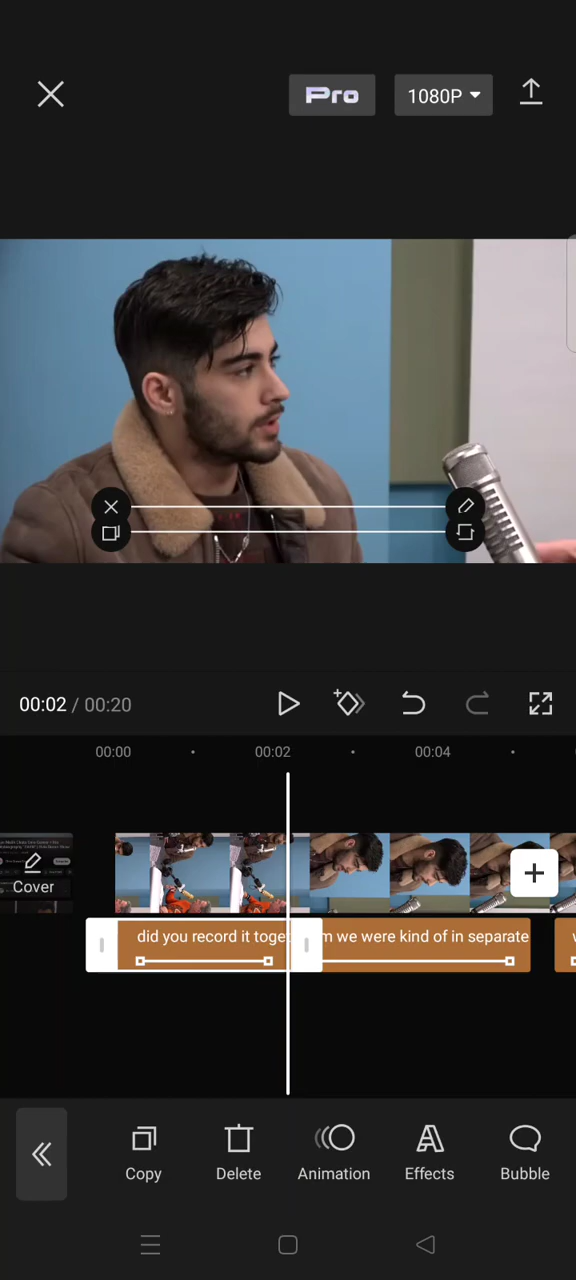 Pro
1080P
00:02 / 00:20
00:00
00:02
00:04
Cover
did you record it toge
m we were kind of in separate
Copy
Delete
Animation
Effects
Bubble